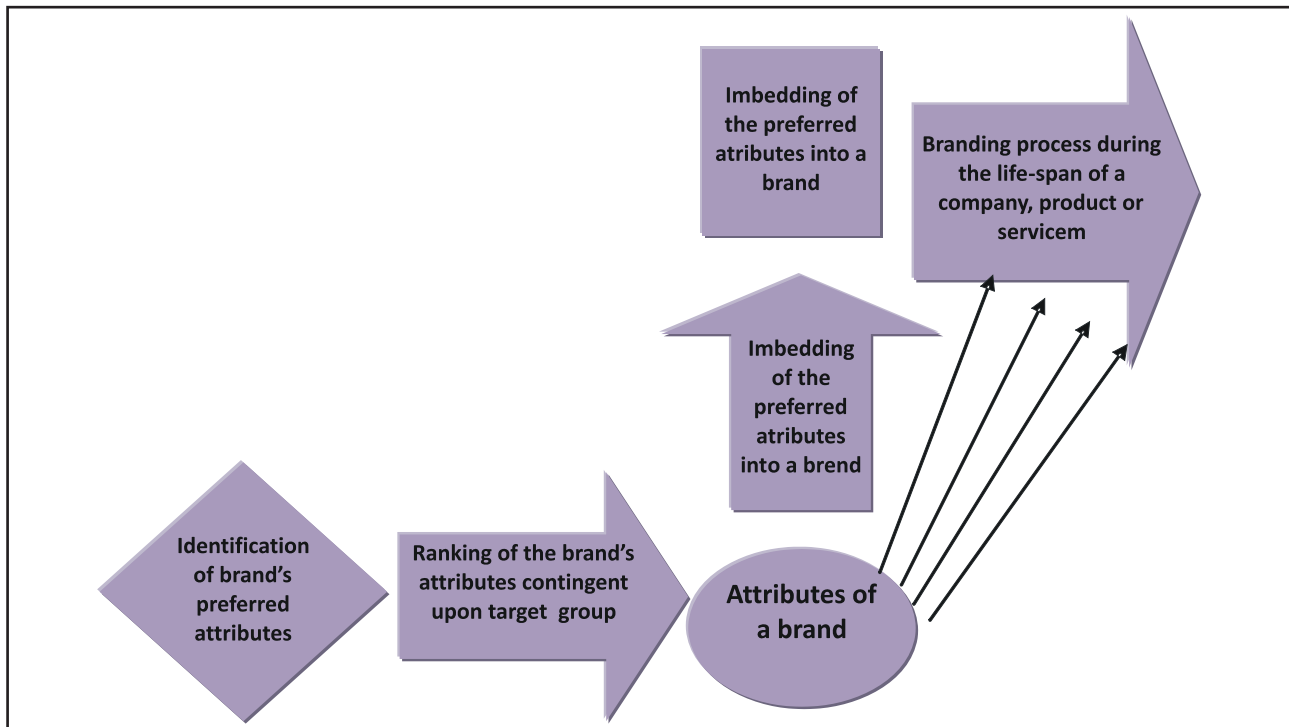 Imbedding of
the preferred
atributes into a
brand
Branding process during
the life-span of a
company, product or
servicem
Imbedding
of the
preferred
atributes
into a brend
Identification
of brand’s
preferred
attributes
Ranking of the brand’s
attributes contingent
upon target  group
Attributes of
a brand